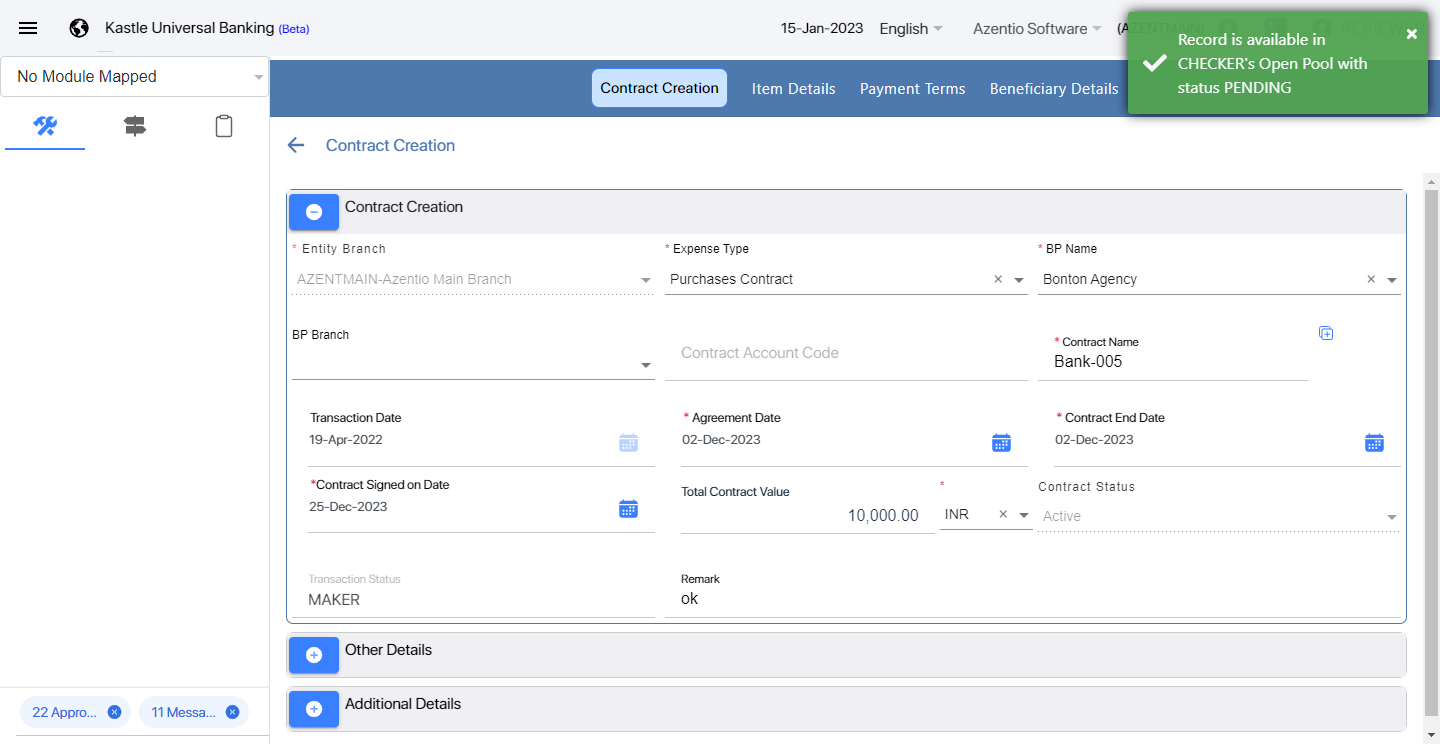 Kastle Universal Banking (Beta)
15-Jan-2023
English
Azentio Software
(AZENTMAIN)
REVIEWE
Record is available in
CHECKER's Open Pool with
status PENDING
No Module Mapped
Contract Creation
Item Details
Payment Terms
Beneficiary Details
Contract Creation
Contract Creation
* Entity Branch
AZENTMAIN-Azentio Main Branch
* Expense Type
Purchases Contract
* BP Name
Bonton Agency
BP Branch
Contract Account Code
* Contract Name
Bank-005
Transaction Date
19-Apr-2022
* Agreement Date
02-Dec-2023
* Contract End Date
02-Dec-2023
*Contract Signed on Date
25-Dec-2023
Total Contract Value
10,000.00
*
INR
Contract Status
Active
Transaction Status
MAKER
Remark
ok
Other Details
Additional Details
22 Appro...
11 Messa...